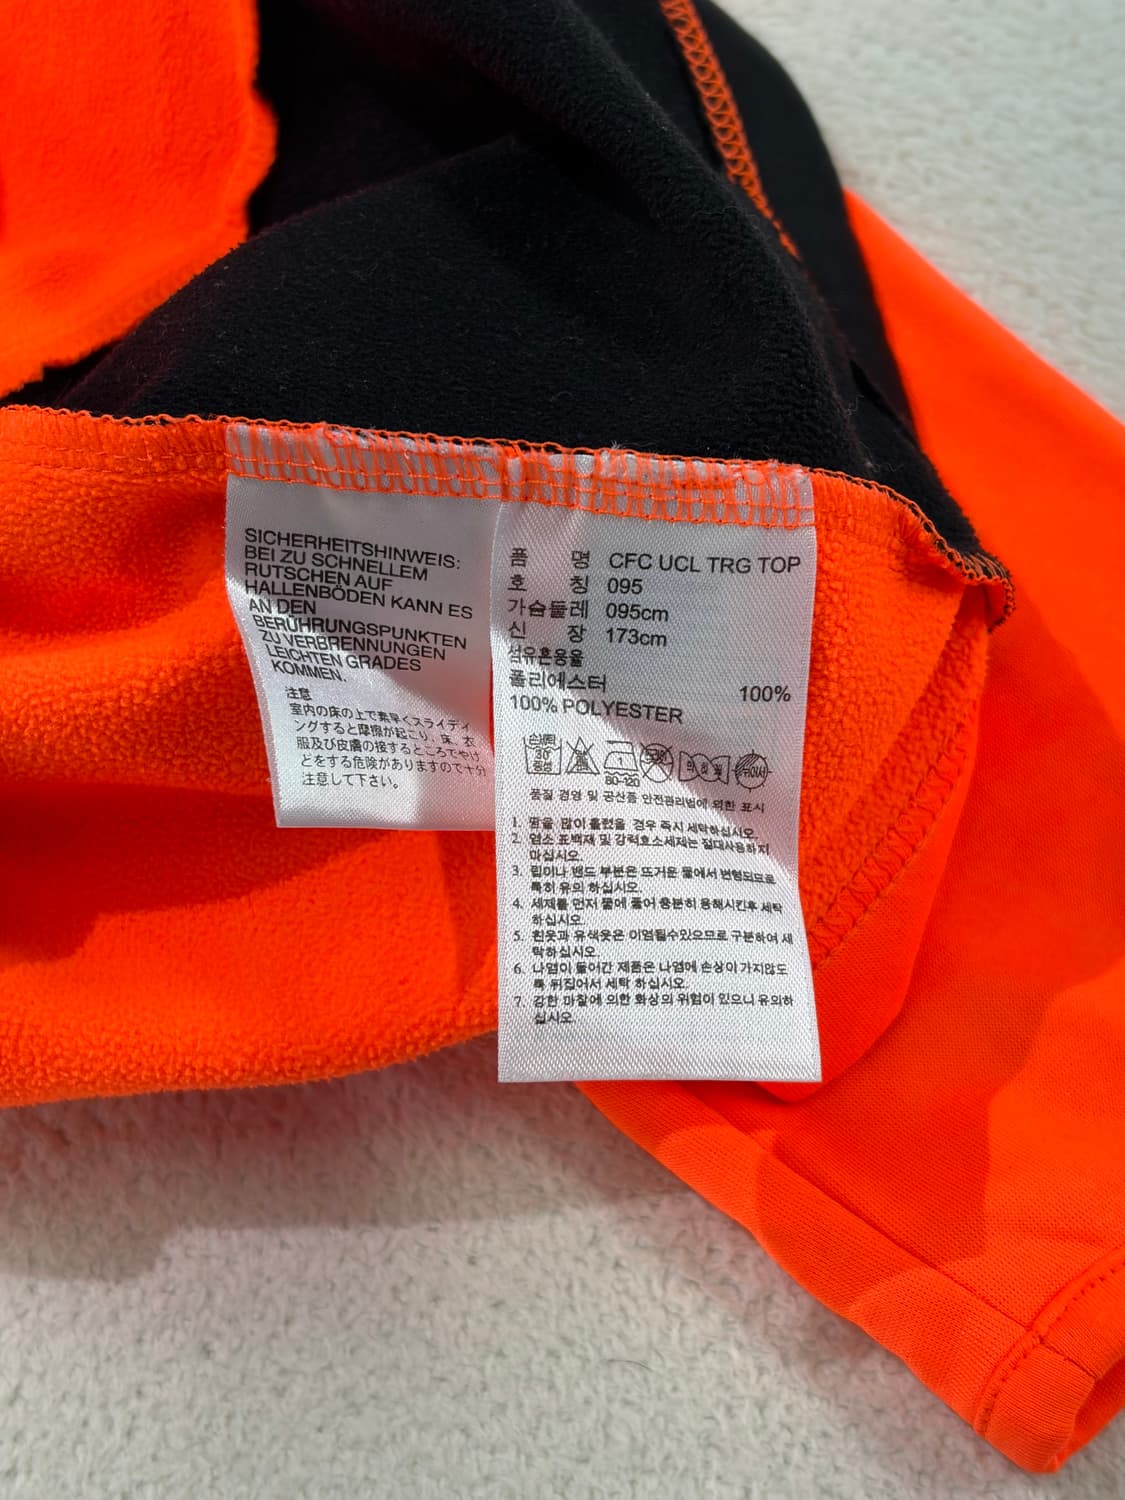 SICHERHEITSHINWEIS:
BEI ZU SCHNELLEM
RUTSCHEN AUF
HALLENBÖDEN KANN ES
AN DEN
BERÜHRUNGSPUNKTEN
ZU VERBRENNUNGEN
LEICHTEN GRADES
KOMMEN.
注意
室内の床の上で素早くスライディ
ングすると摩擦が起こり、床、衣
服及び皮膚の接するところでやけ
どをする危険がありますので十分
注意して下さい。
품 명 CFC UCL TRG TOP
호 칭 095
가슴둘레 095cm
신 장 173cm
섬유혼용율
폴리에스터 100%
100% POLYESTER
손세탁
30
중성
1
80-120
품질 경영 및 공산품 안전관리법에 의한 표시
1. 땀을 많이 흘렸을 경우 즉시 세탁하십시오.
2. 염소 표백재 및 강력효소세제는 절대사용하지
마십시오.
3. 립이나 밴드 부분은 뜨거운 물에서 변형되므로
특히 유의 하십시오.
4. 세제를 먼저 물에 풀어 충분히 용해시킨후 세탁
하십시오.
5. 흰옷과 유색옷은 이염될수있으므로 구분하여 세
탁하십시오.
6. 나염이 들어간 제품은 나염에 손상이 가지않도
록 뒤집어서 세탁 하십시오.
7. 강한 마찰에 의한 화상의 위험이 있으니 유의하
십시오.